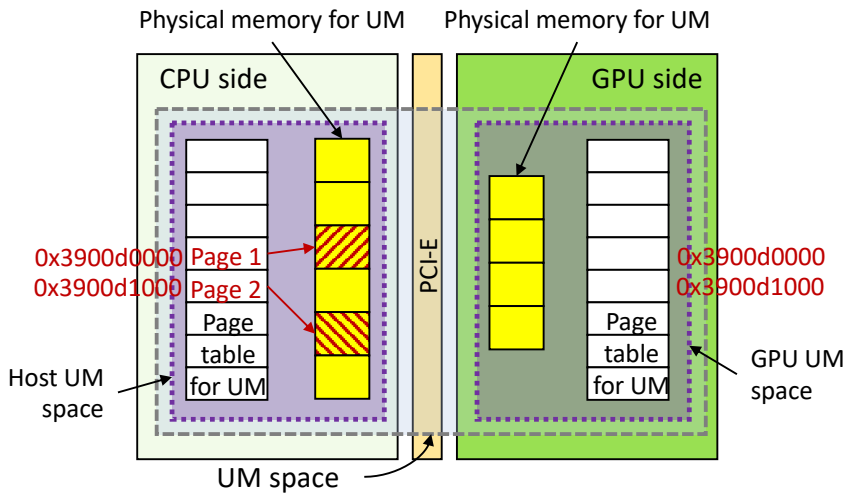 Physical memory for UM
Physical memory for UM
CPU side
GPU side
PCI-E
0x3900d0000 Page 1
0x3900d1000 Page 2
Page
table
for UM
0x3900d0000
0x3900d1000
Page
table
for UM
Host UM
space
GPU UM
space
UM space